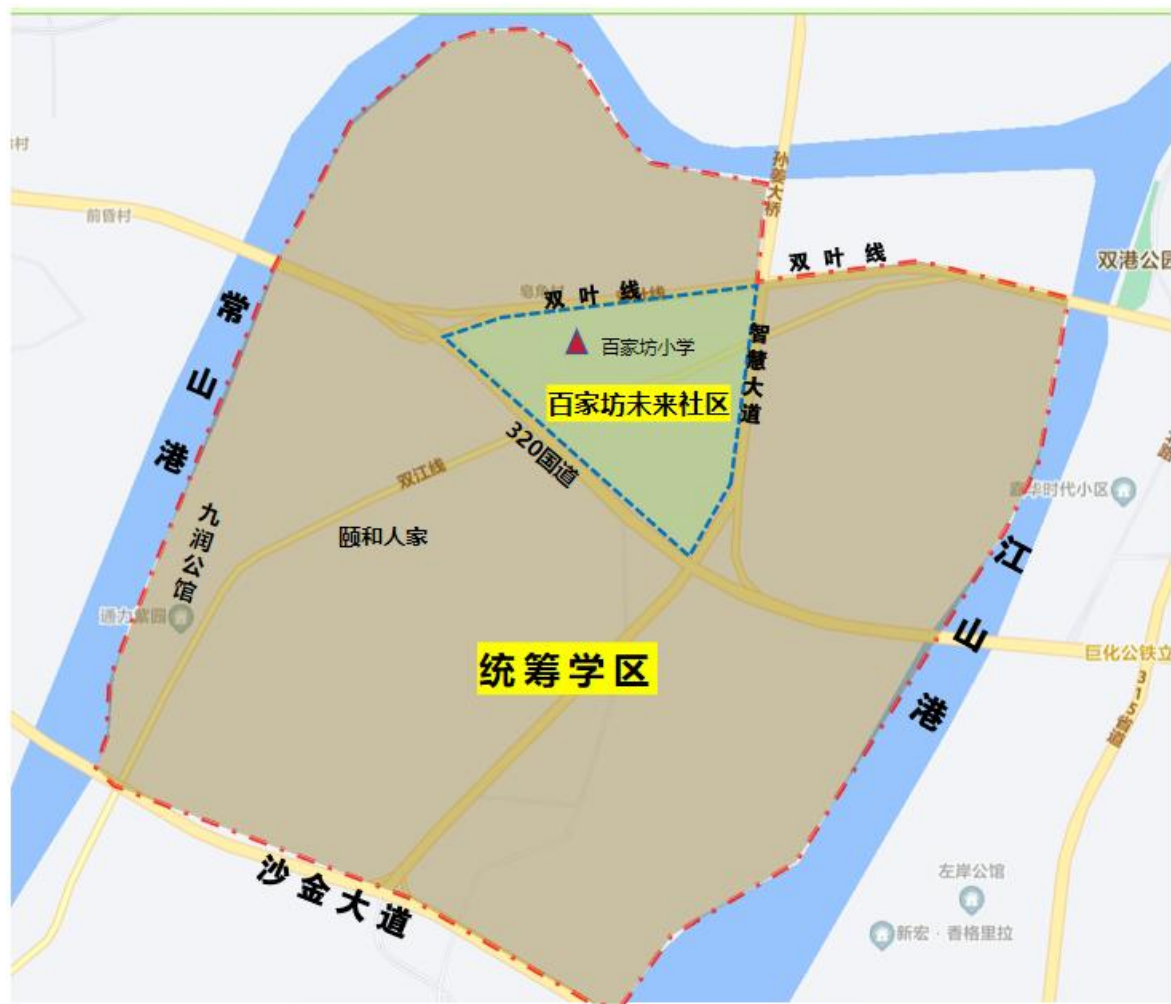 孙姜大桥
前昏村
双叶线
双港公园
双叶线
常山港
智慧大道
百家坊小学
百家坊未来社区
320国道
双江线
嘉华时代小区
九润公馆
颐和人家
江山港
通力紫园
统筹学区
巨化公铁立
315省道
沙金大道
左岸公馆
新宏·香格里拉